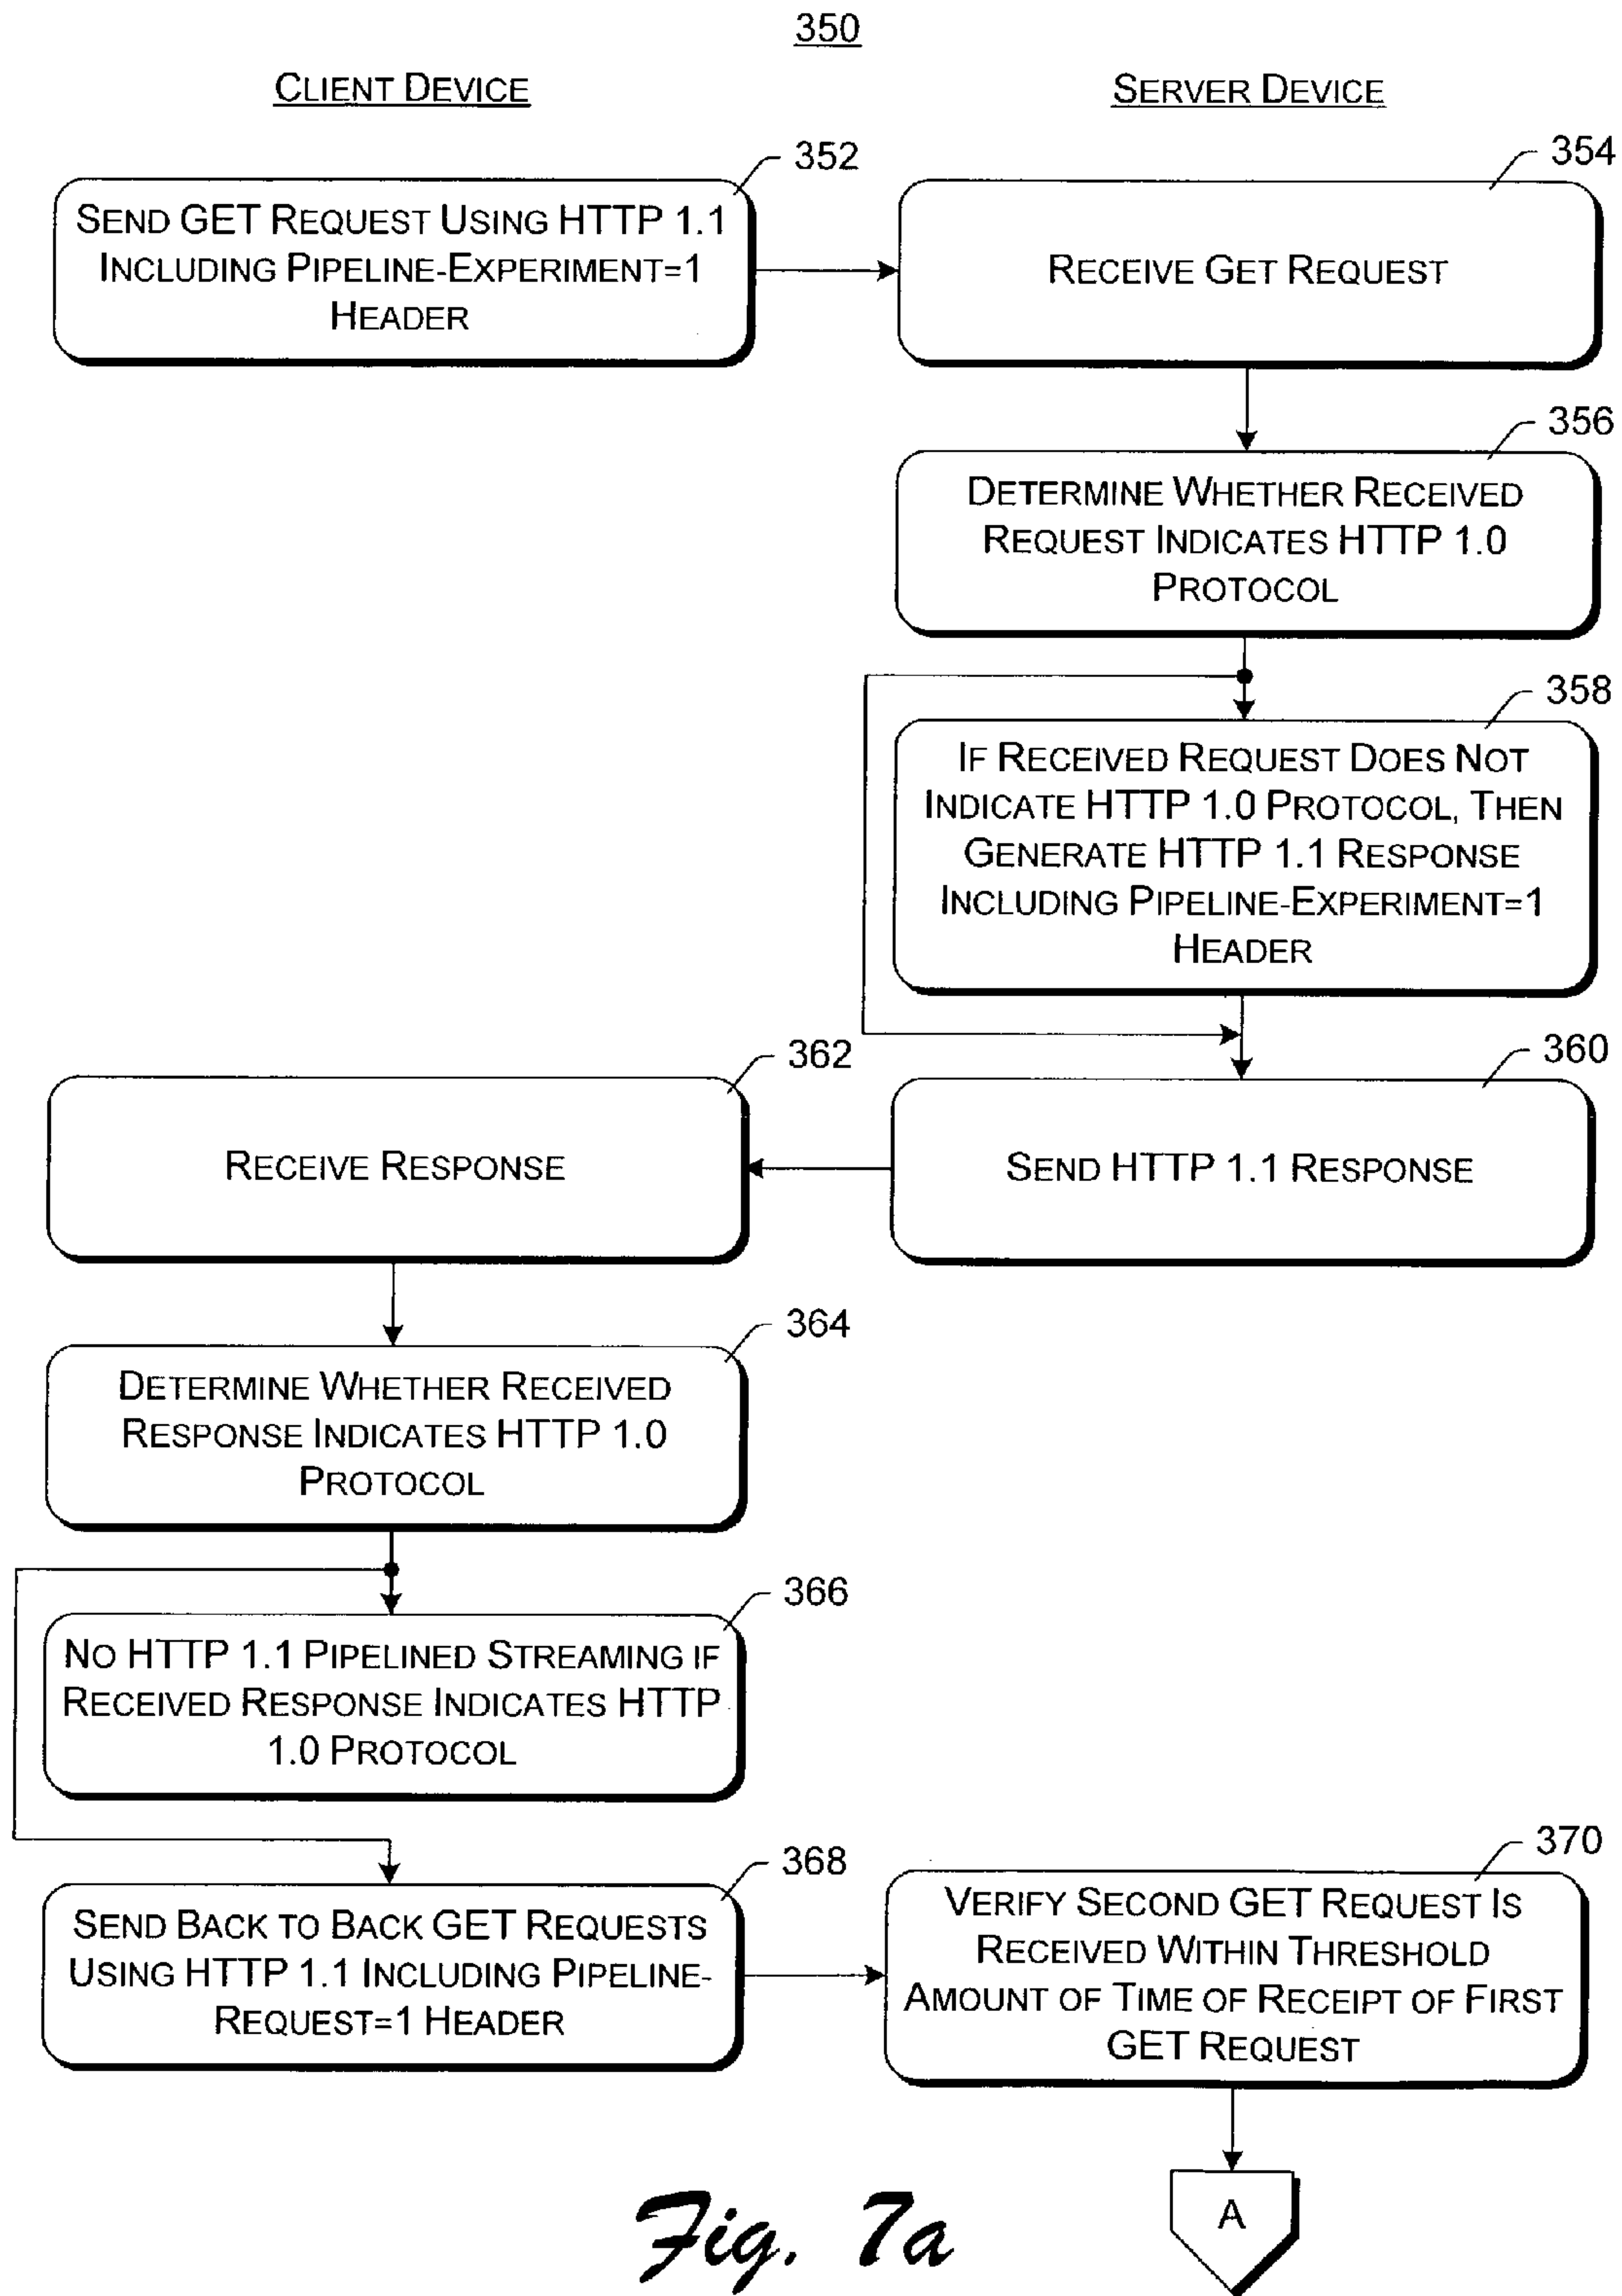 350
CLIENT DEVICE
SERVER DEVICE
352
SEND GET REQUEST USING HTTP 1.1
INCLUDING PIPELINE-EXPERIMENT=1
HEADER
354
RECEIVE GET REQUEST
356
DETERMINE WHETHER RECEIVED
REQUEST INDICATES HTTP 1.0
PROTOCOL
358
IF RECEIVED REQUEST DOES NOT
INDICATE HTTP 1.0 PROTOCOL, THEN
GENERATE HTTP 1.1 RESPONSE
INCLUDING PIPELINE-EXPERIMENT=1
HEADER
360
SEND HTTP 1.1 RESPONSE
362
RECEIVE RESPONSE
364
DETERMINE WHETHER RECEIVED
RESPONSE INDICATES HTTP 1.0
PROTOCOL
366
NO HTTP 1.1 PIPELINED STREAMING IF
RECEIVED RESPONSE INDICATES HTTP
1.0 PROTOCOL
368
SEND BACK TO BACK GET REQUESTS
USING HTTP 1.1 INCLUDING PIPELINE-
REQUEST=1 HEADER
370
VERIFY SECOND GET REQUEST IS
RECEIVED WITHIN THRESHOLD
AMOUNT OF TIME OF RECEIPT OF FIRST
GET REQUEST
A
Fig. 7a